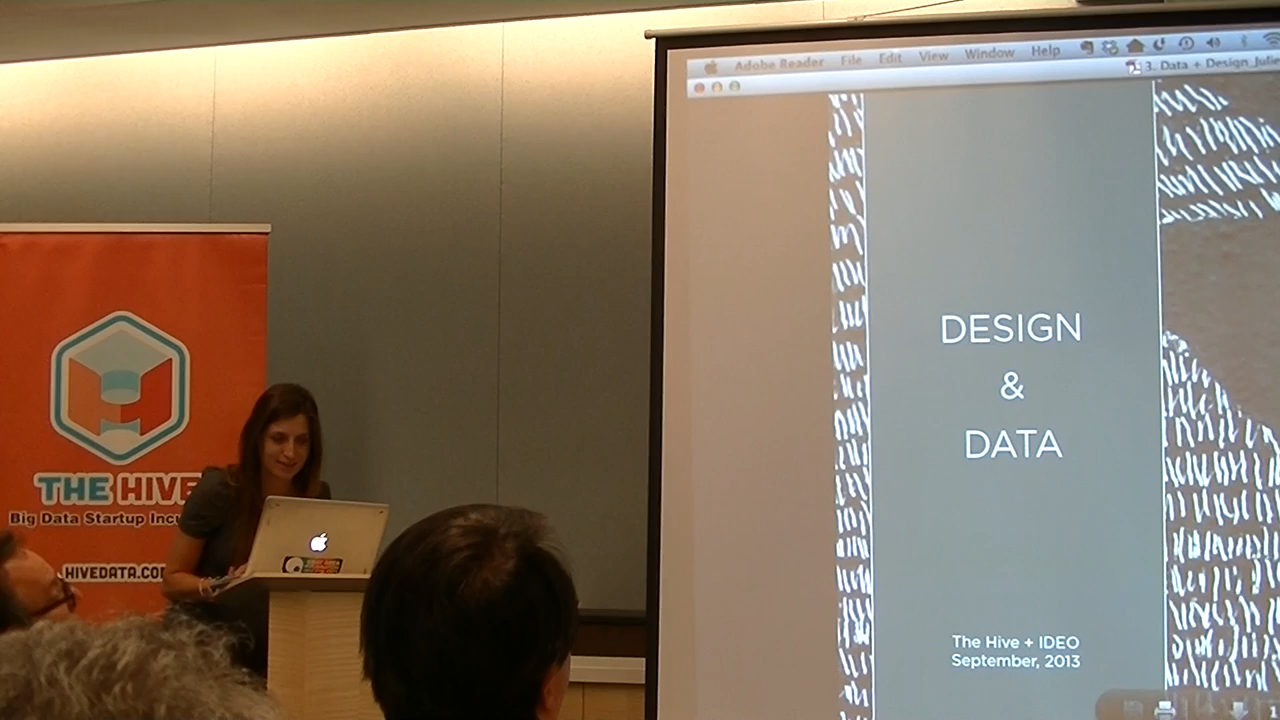 Adobe Reader File Edit View Window Help
3. Data + Design_Julie
DESIGN
&
DATA
The Hive + IDEO
September, 2013
THE HIVE
Big Data Startup Incu
HIVEDATA.CO